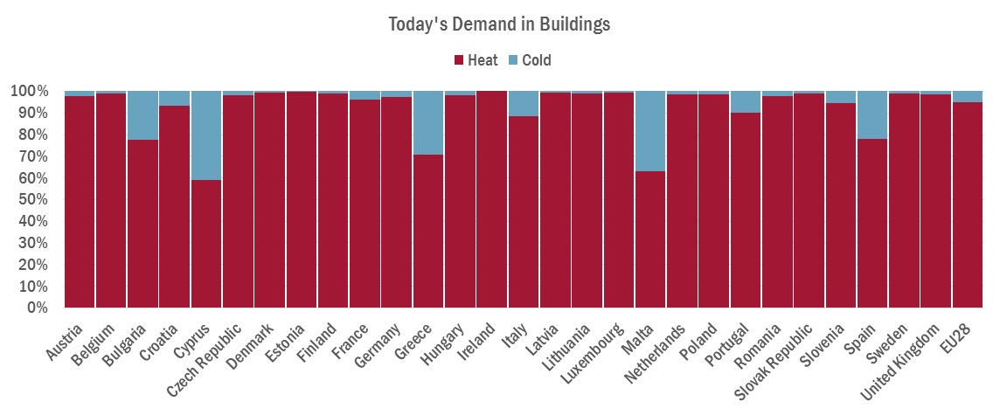 Today's Demand in Buildings
Heat Cold
100%
90%
80%
70%
60%
50%
40%
30%
20%
10%
0%
Austria
Belgium
Bulgaria
Croatia
Cyprus
Czech Republic
Denmark
Estonia
Finland
France
Germany
Greece
Hungary
Ireland
Italy
Latvia
Lithuania
Luxembourg
Malta
Netherlands
Poland
Portugal
Romania
Slovak Republic
Slovenia
Spain
Sweden
United Kingdom
EU28